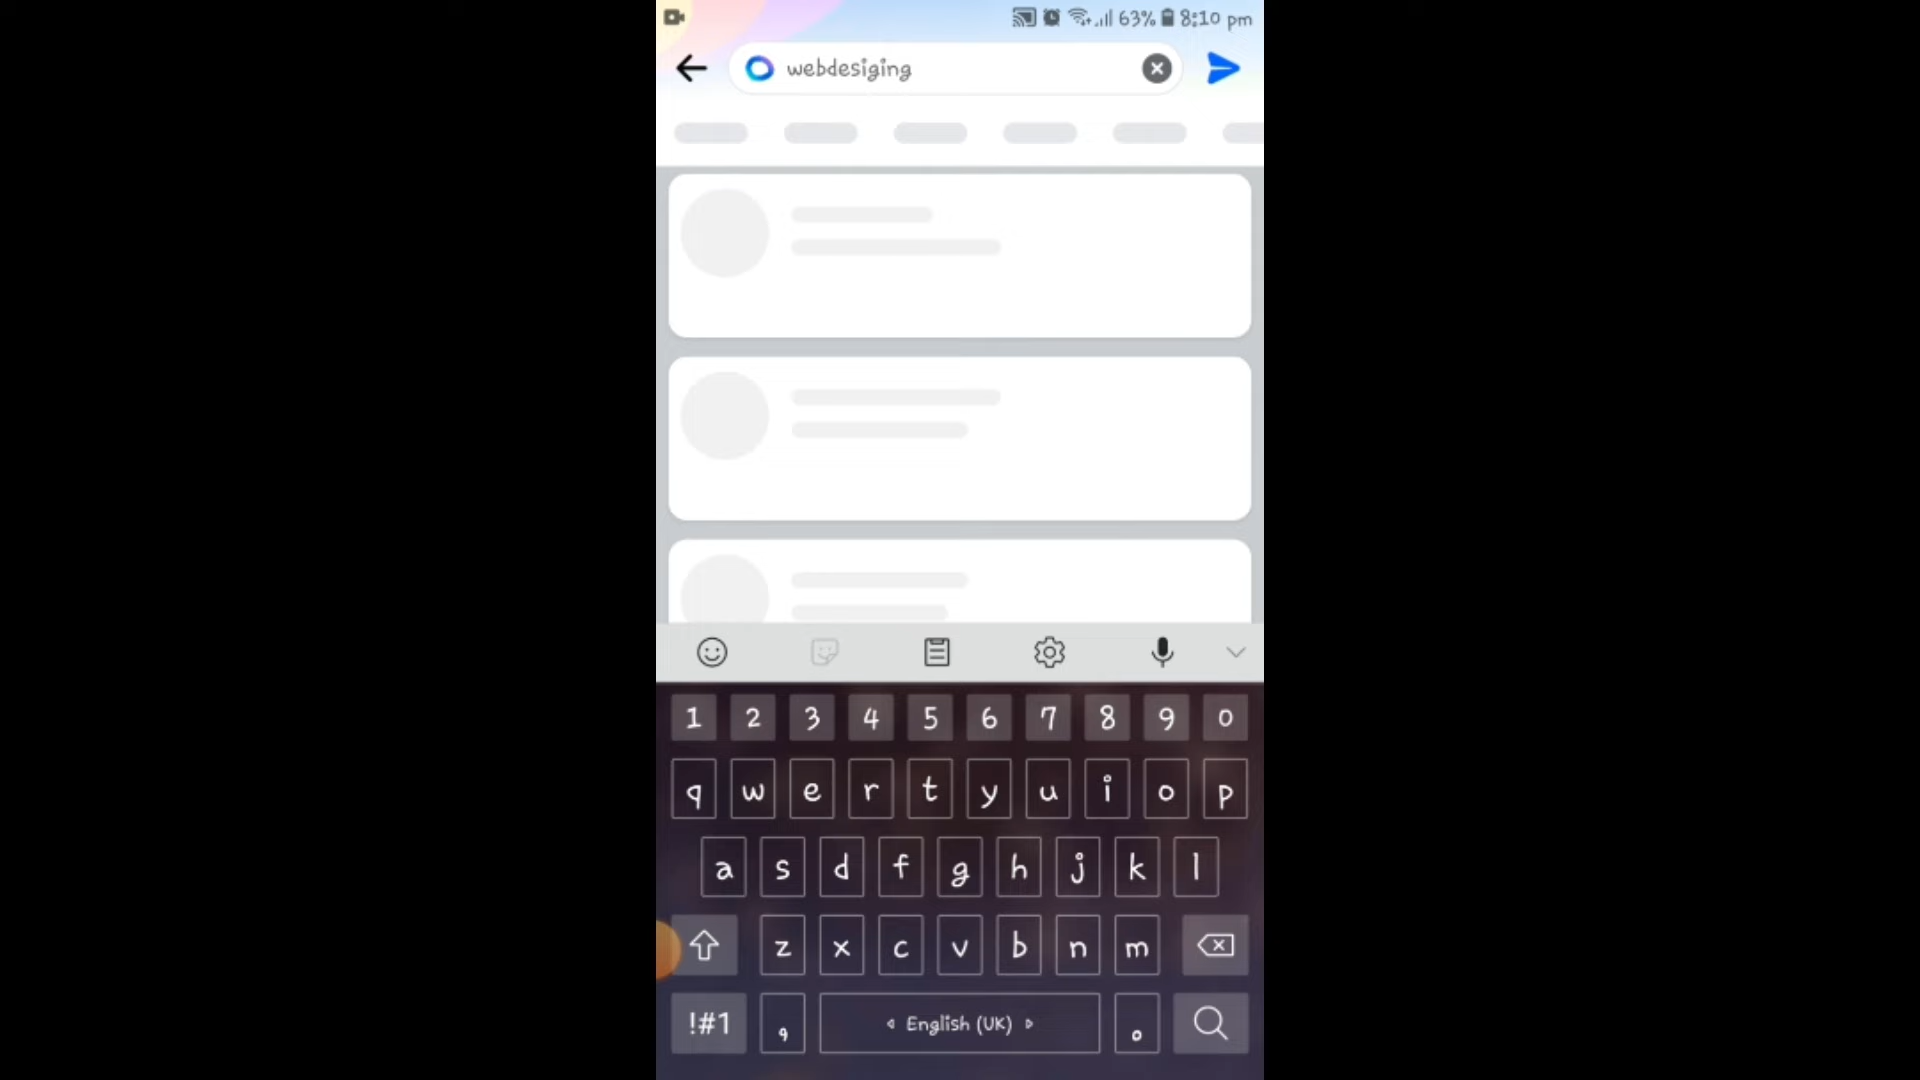 63% 8:10 pm
webdesiging
1 2 3 4 5 6 7 8 9 0
q w e r t y u i o p
a s d f g h j k l
z x c v b n m
!#1 , English (UK) .